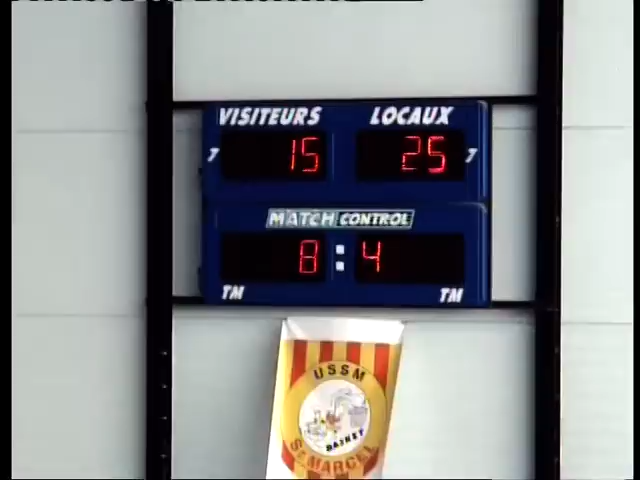 VISITEURS LOCAUX
7 15 25 7
MATCH CONTROL
8 : 4
TM TM
USSM
BASKET
St MARCEL